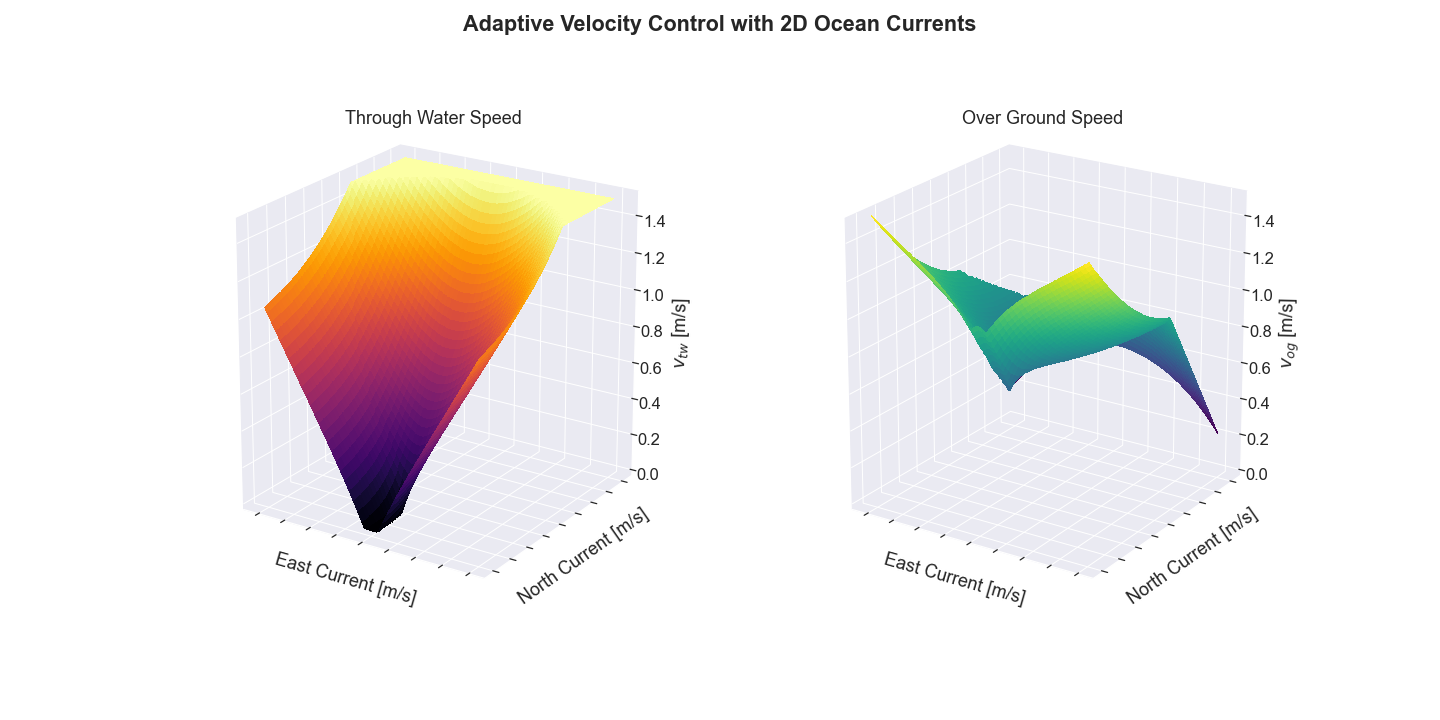 Adaptive Velocity Control with 2D Ocean Currents
Through Water Speed
1.4
1.2
1.0
0.8
0.6
0.4
0.2
0.0
v_tw [m/s]
East Current [m/s]
North Current [m/s]
Over Ground Speed
1.4
1.2
1.0
0.8
0.6
0.4
0.2
0.0
v_og [m/s]
East Current [m/s]
North Current [m/s]